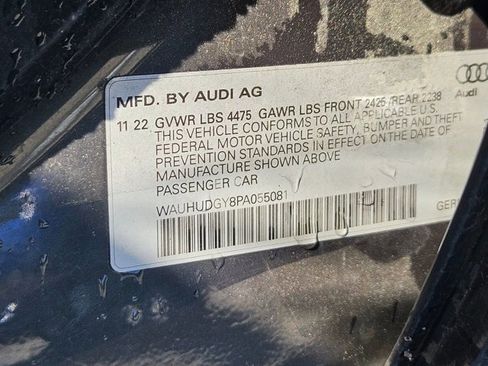 MFD. BY AUDI AG
Audi
11 22 GVWR LBS 4475 GAWR LBS FRONT 2425 /REAR 2238
THIS VEHICLE CONFORMS TO ALL APPLICABLE U.S.
FEDERAL MOTOR VEHICLE SAFETY, BUMPER AND THEFT
PREVENTION STANDARDS IN EFFECT ON THE DATE OF
MANUFACTURE SHOWN ABOVE
PASSENGER CAR
WAUHUDGY8PA055081